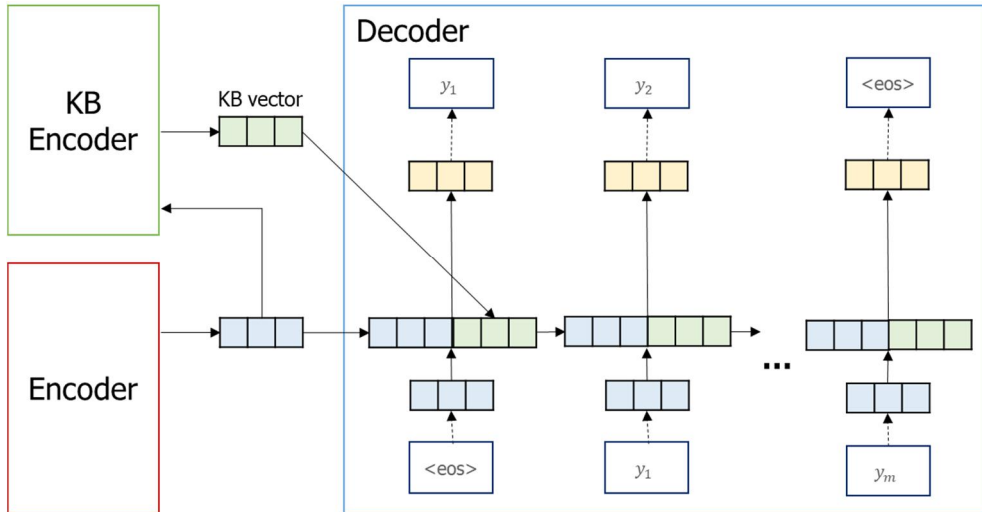 Decoder
KB
Encoder
KB vector
y₁
y₂
<eos>
Encoder
...
<eos>
y₁
yₘ